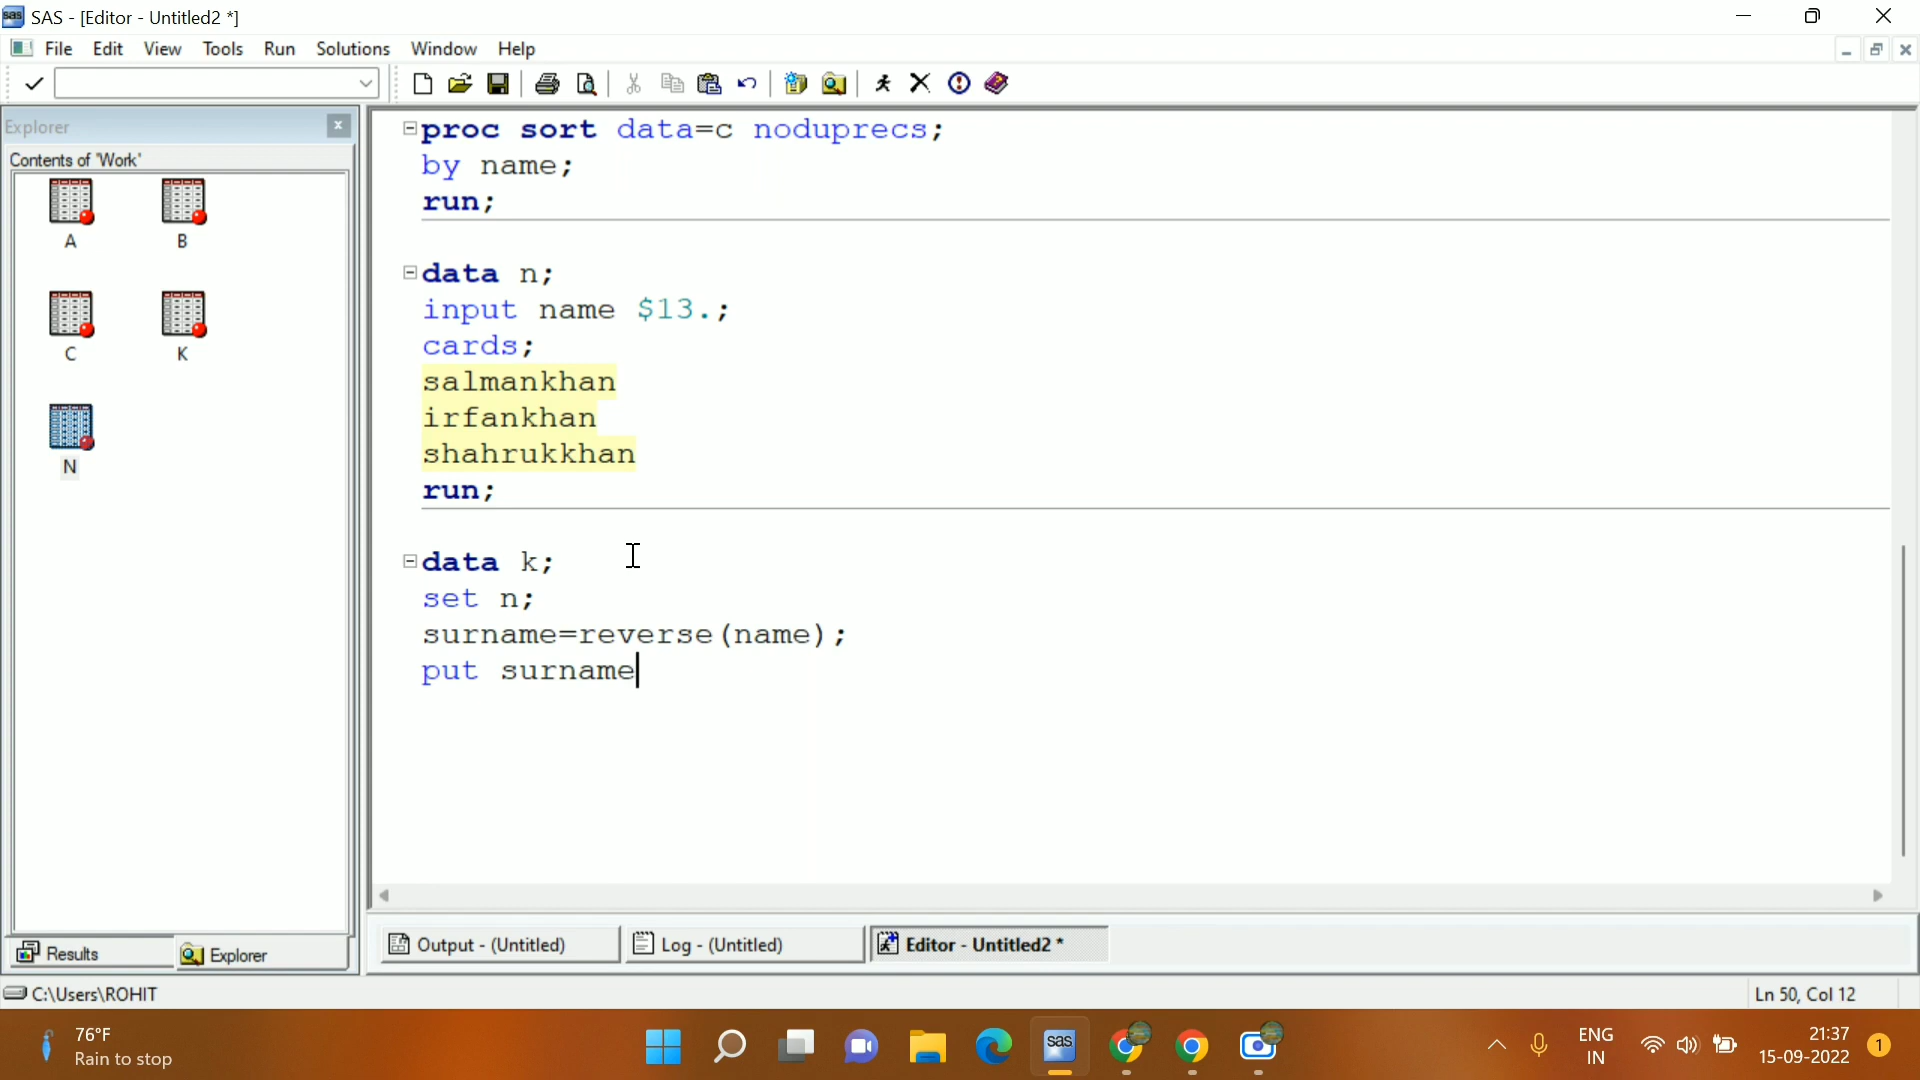 SAS - [Editor - Untitled2 *]
File Edit View Tools Run Solutions Window Help
Explorer
Contents of 'Work'
A B
C K
N
proc sort data=c noduprecs;
by name;
run;
data n;
input name $13.;
cards;
salmankhan
irfankhan
shahrukkhan
run;
data k;
set n;
surname=reverse(name);
put surname
Results Explorer
Output - (Untitled) Log - (Untitled) Editor - Untitled2 *
C:\Users\ROHIT Ln 50, Col 12
76°F
Rain to stop
sas
ENG
IN
21:37
15-09-2022
1